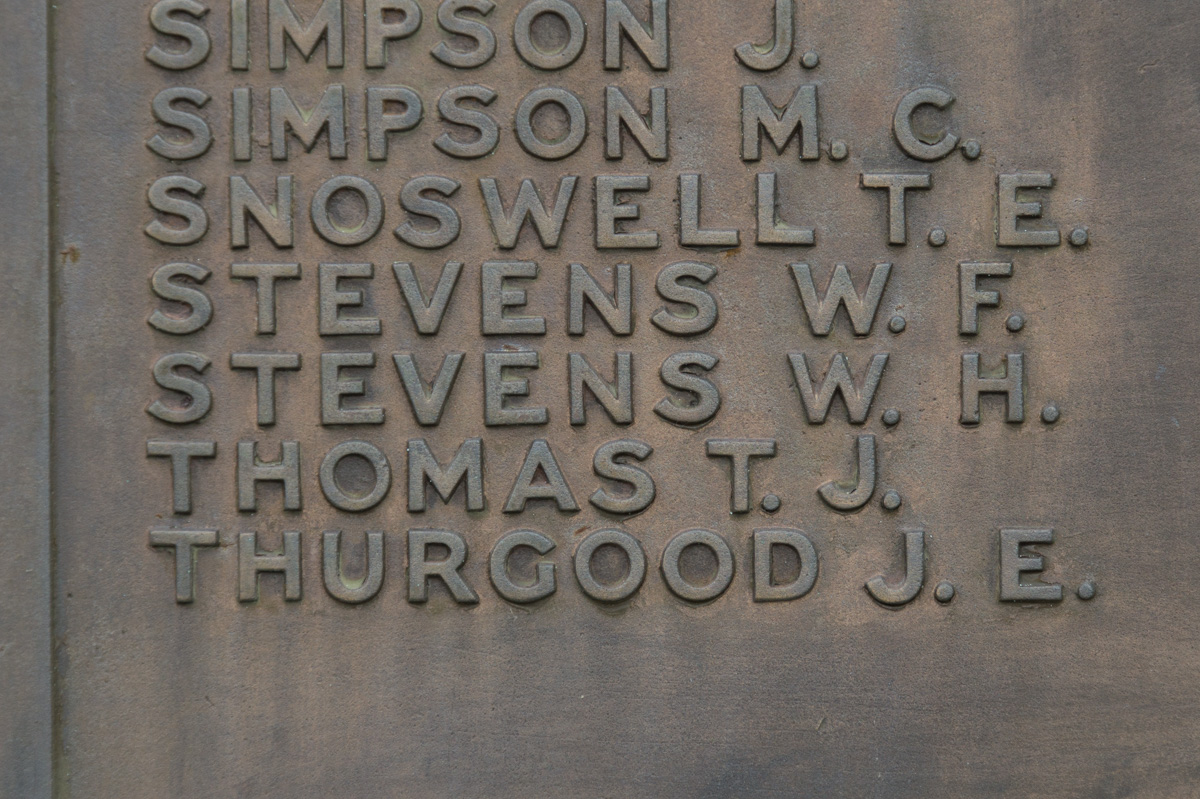 SIMPSON J.
SIMPSON M. C.
SNOSWELL T. E.
STEVENS W. F.
STEVENS W. H.
THOMAS T. J.
THURGOOD J. E.